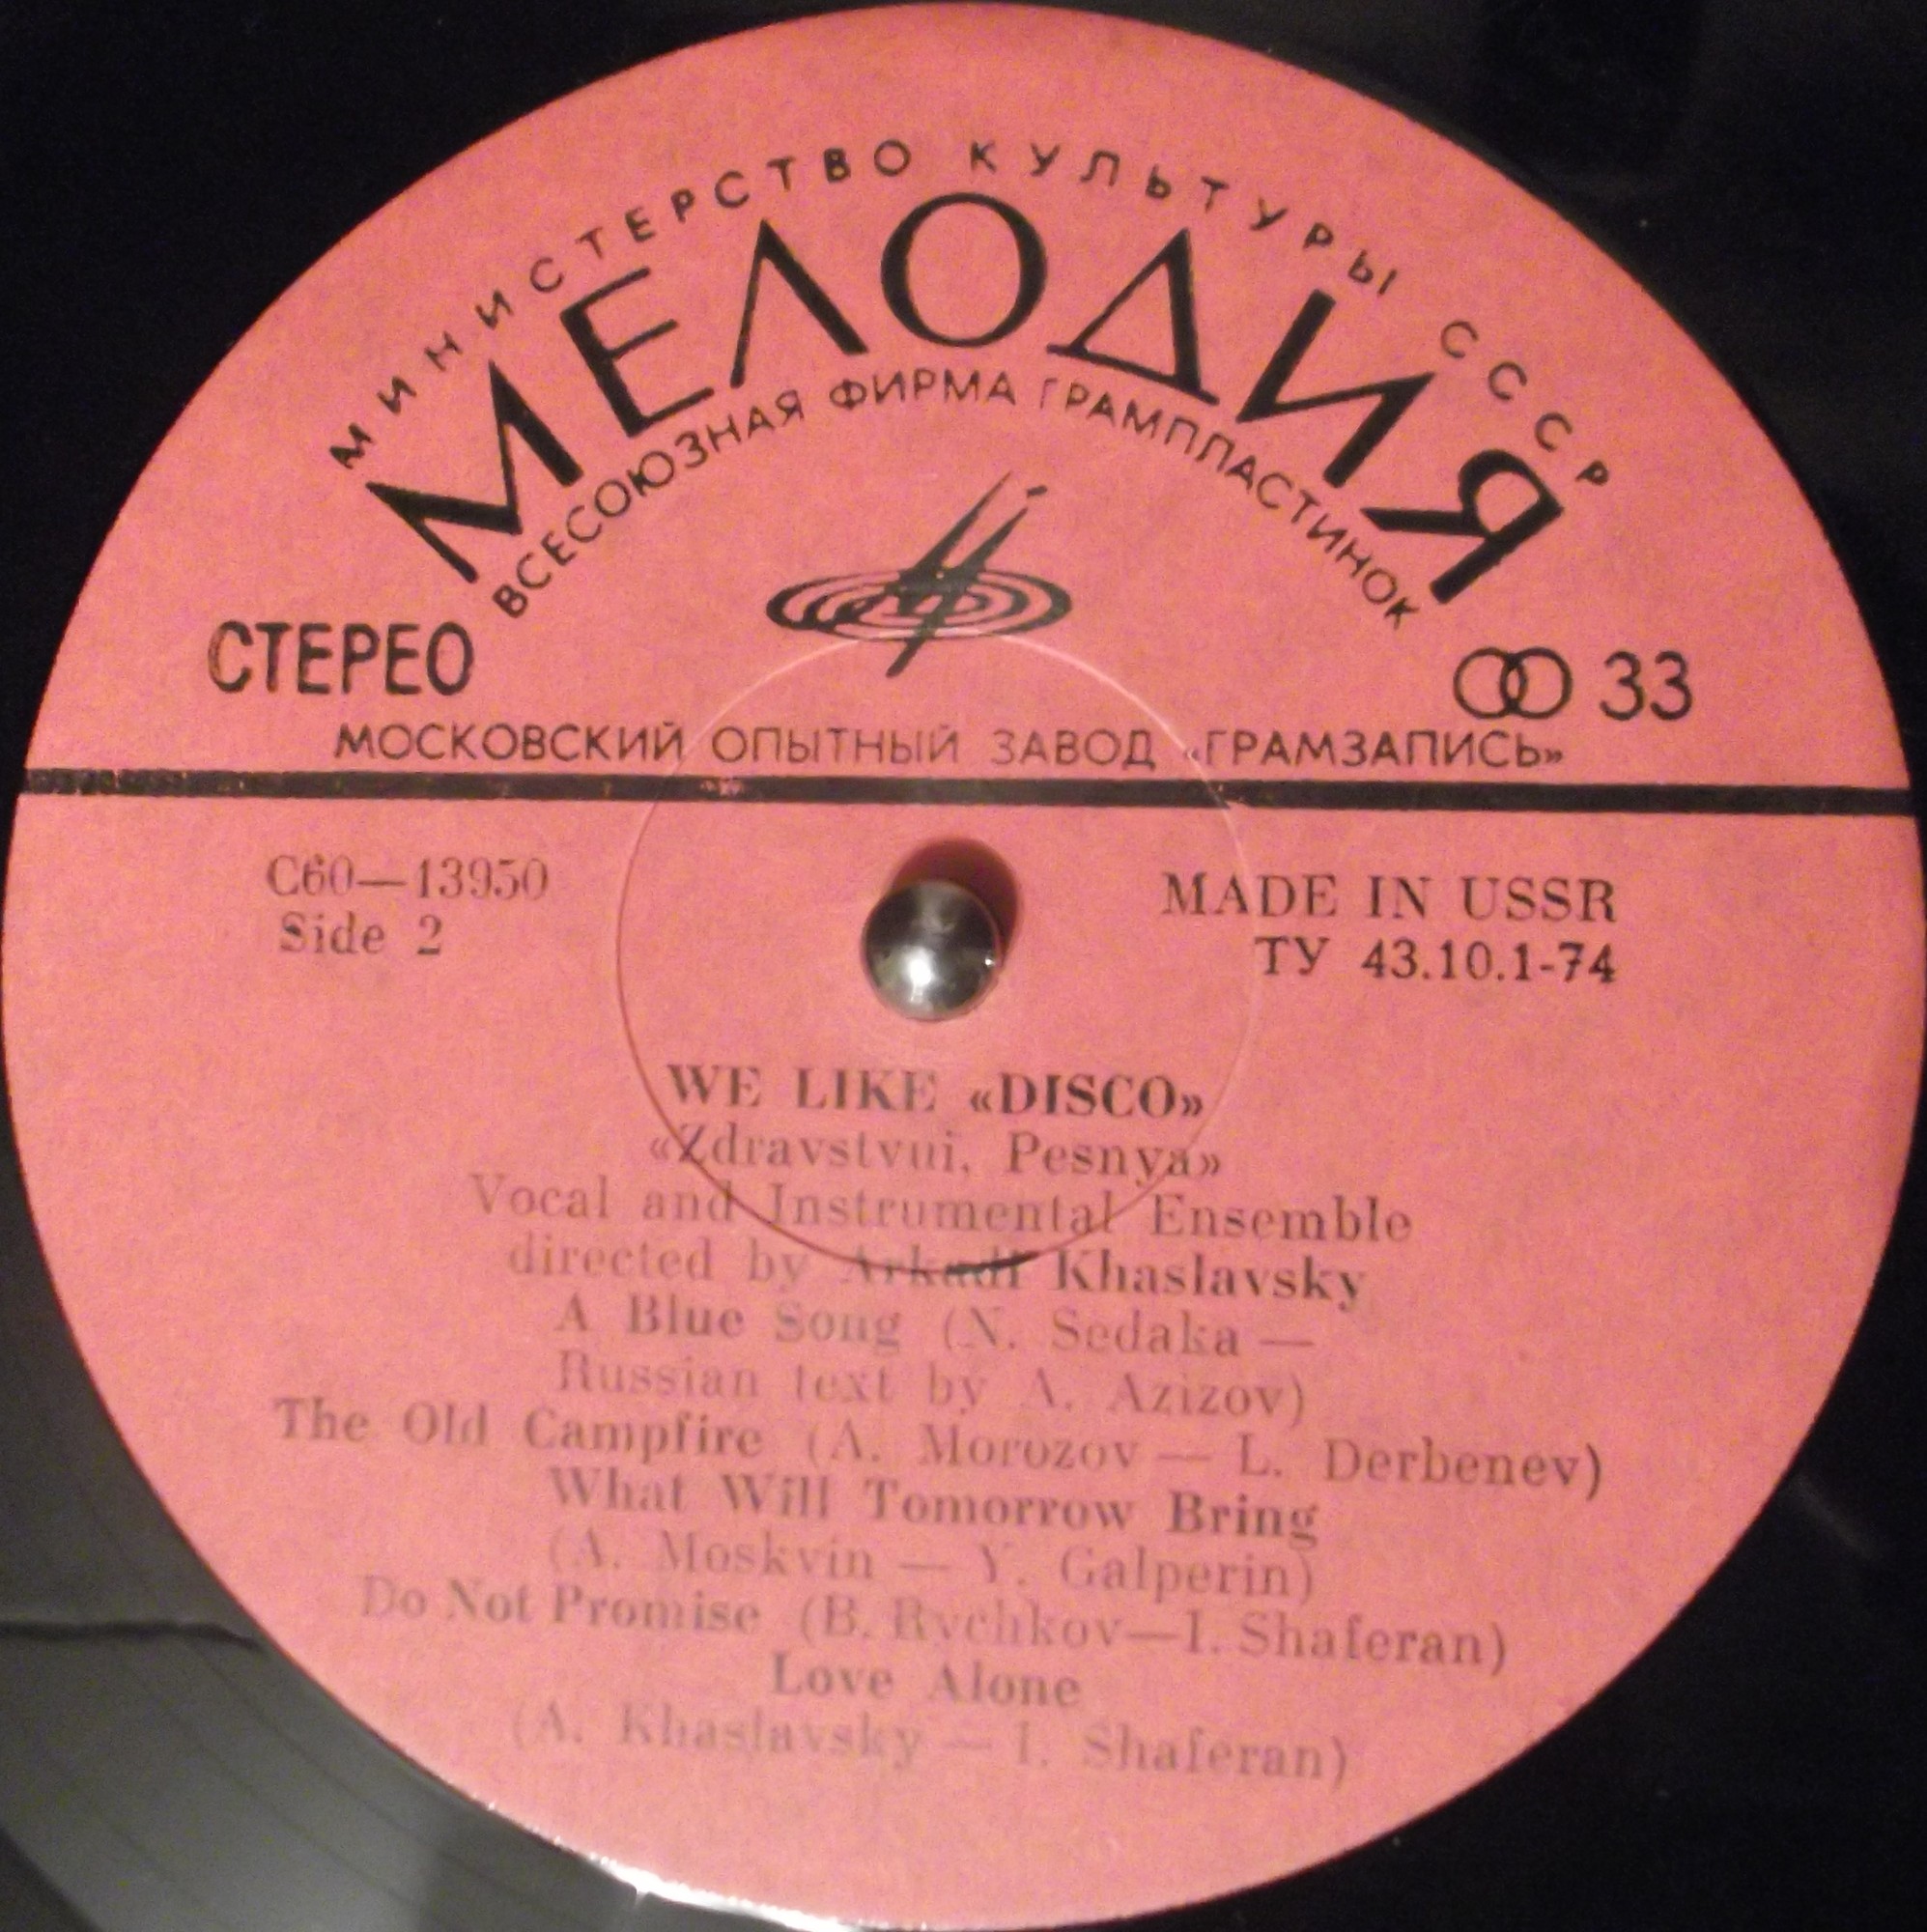 МИНИСТЕРСТВО КУЛЬТУРЫ СССР
МЕЛОДИЯ
ВСЕСОЮЗНАЯ ФИРМА ГРАМПЛАСТИНОК
СТЕРЕО
33
МОСКОВСКИЙ ОПЫТНЫЙ ЗАВОД «ГРАМЗАПИСЬ»
С60—13950
Side 2
MADE IN USSR
ТУ 43.10.1-74
WE LIKE «DISCO»
«Zdravstvui, Pesnya»
Vocal and Instrumental Ensemble
directed by Arkadi Khaslavsky
A Blue Song (N. Sedaka —
Russian text by A. Azizov)
The Old Campfire (A. Morozov — L. Derbenev)
What Will Tomorrow Bring
(A. Moskvin — Y. Galperin)
Do Not Promise (B. Rychkov—I. Shaferan)
Love Alone
(A. Khaslavsky — I. Shaferan)